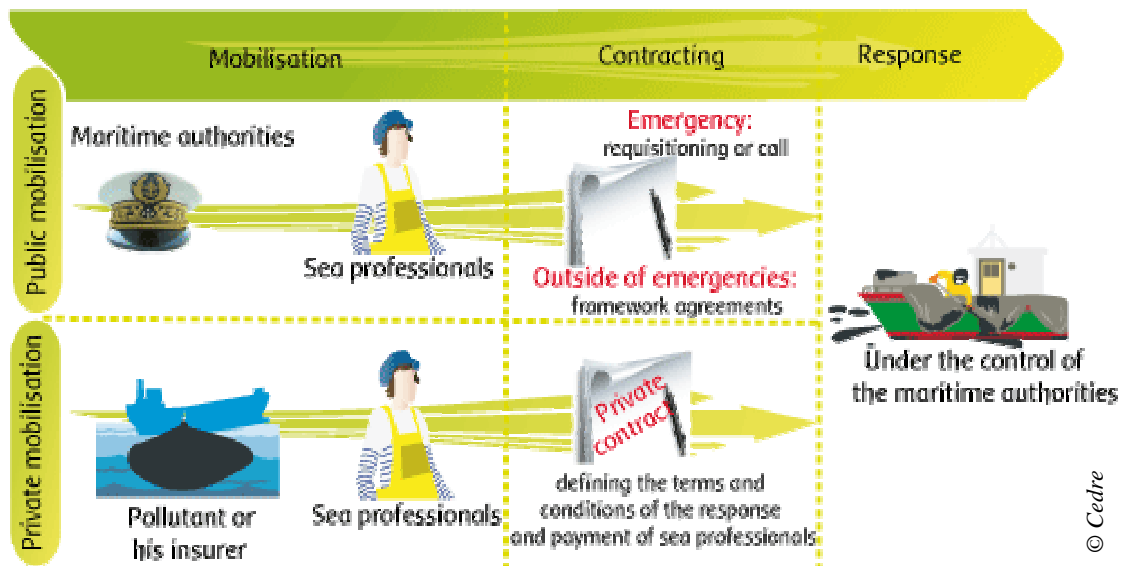 Mobilisation
Contracting
Response
Public mobilisation
Maritime authorities
Sea professionals
Emergency:
requisitioning or call
Outside of emergencies:
framework agreements
Private mobilisation
Pollutant or
his insurer
Sea professionals
Private
contract
defining the terms and
conditions of the response
and payment of sea professionals
Under the control of
the maritime authorities
© Cedre